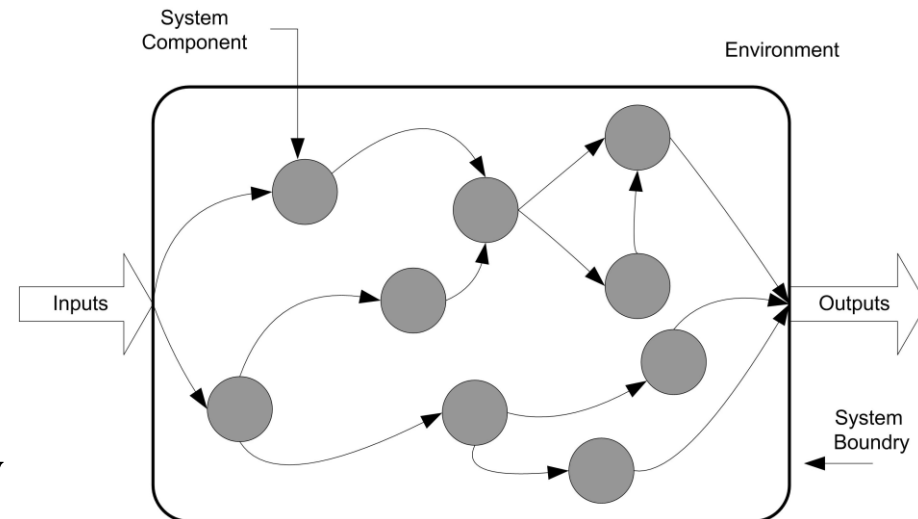 System
Component
Environment
Inputs
Outputs
System
Boundry